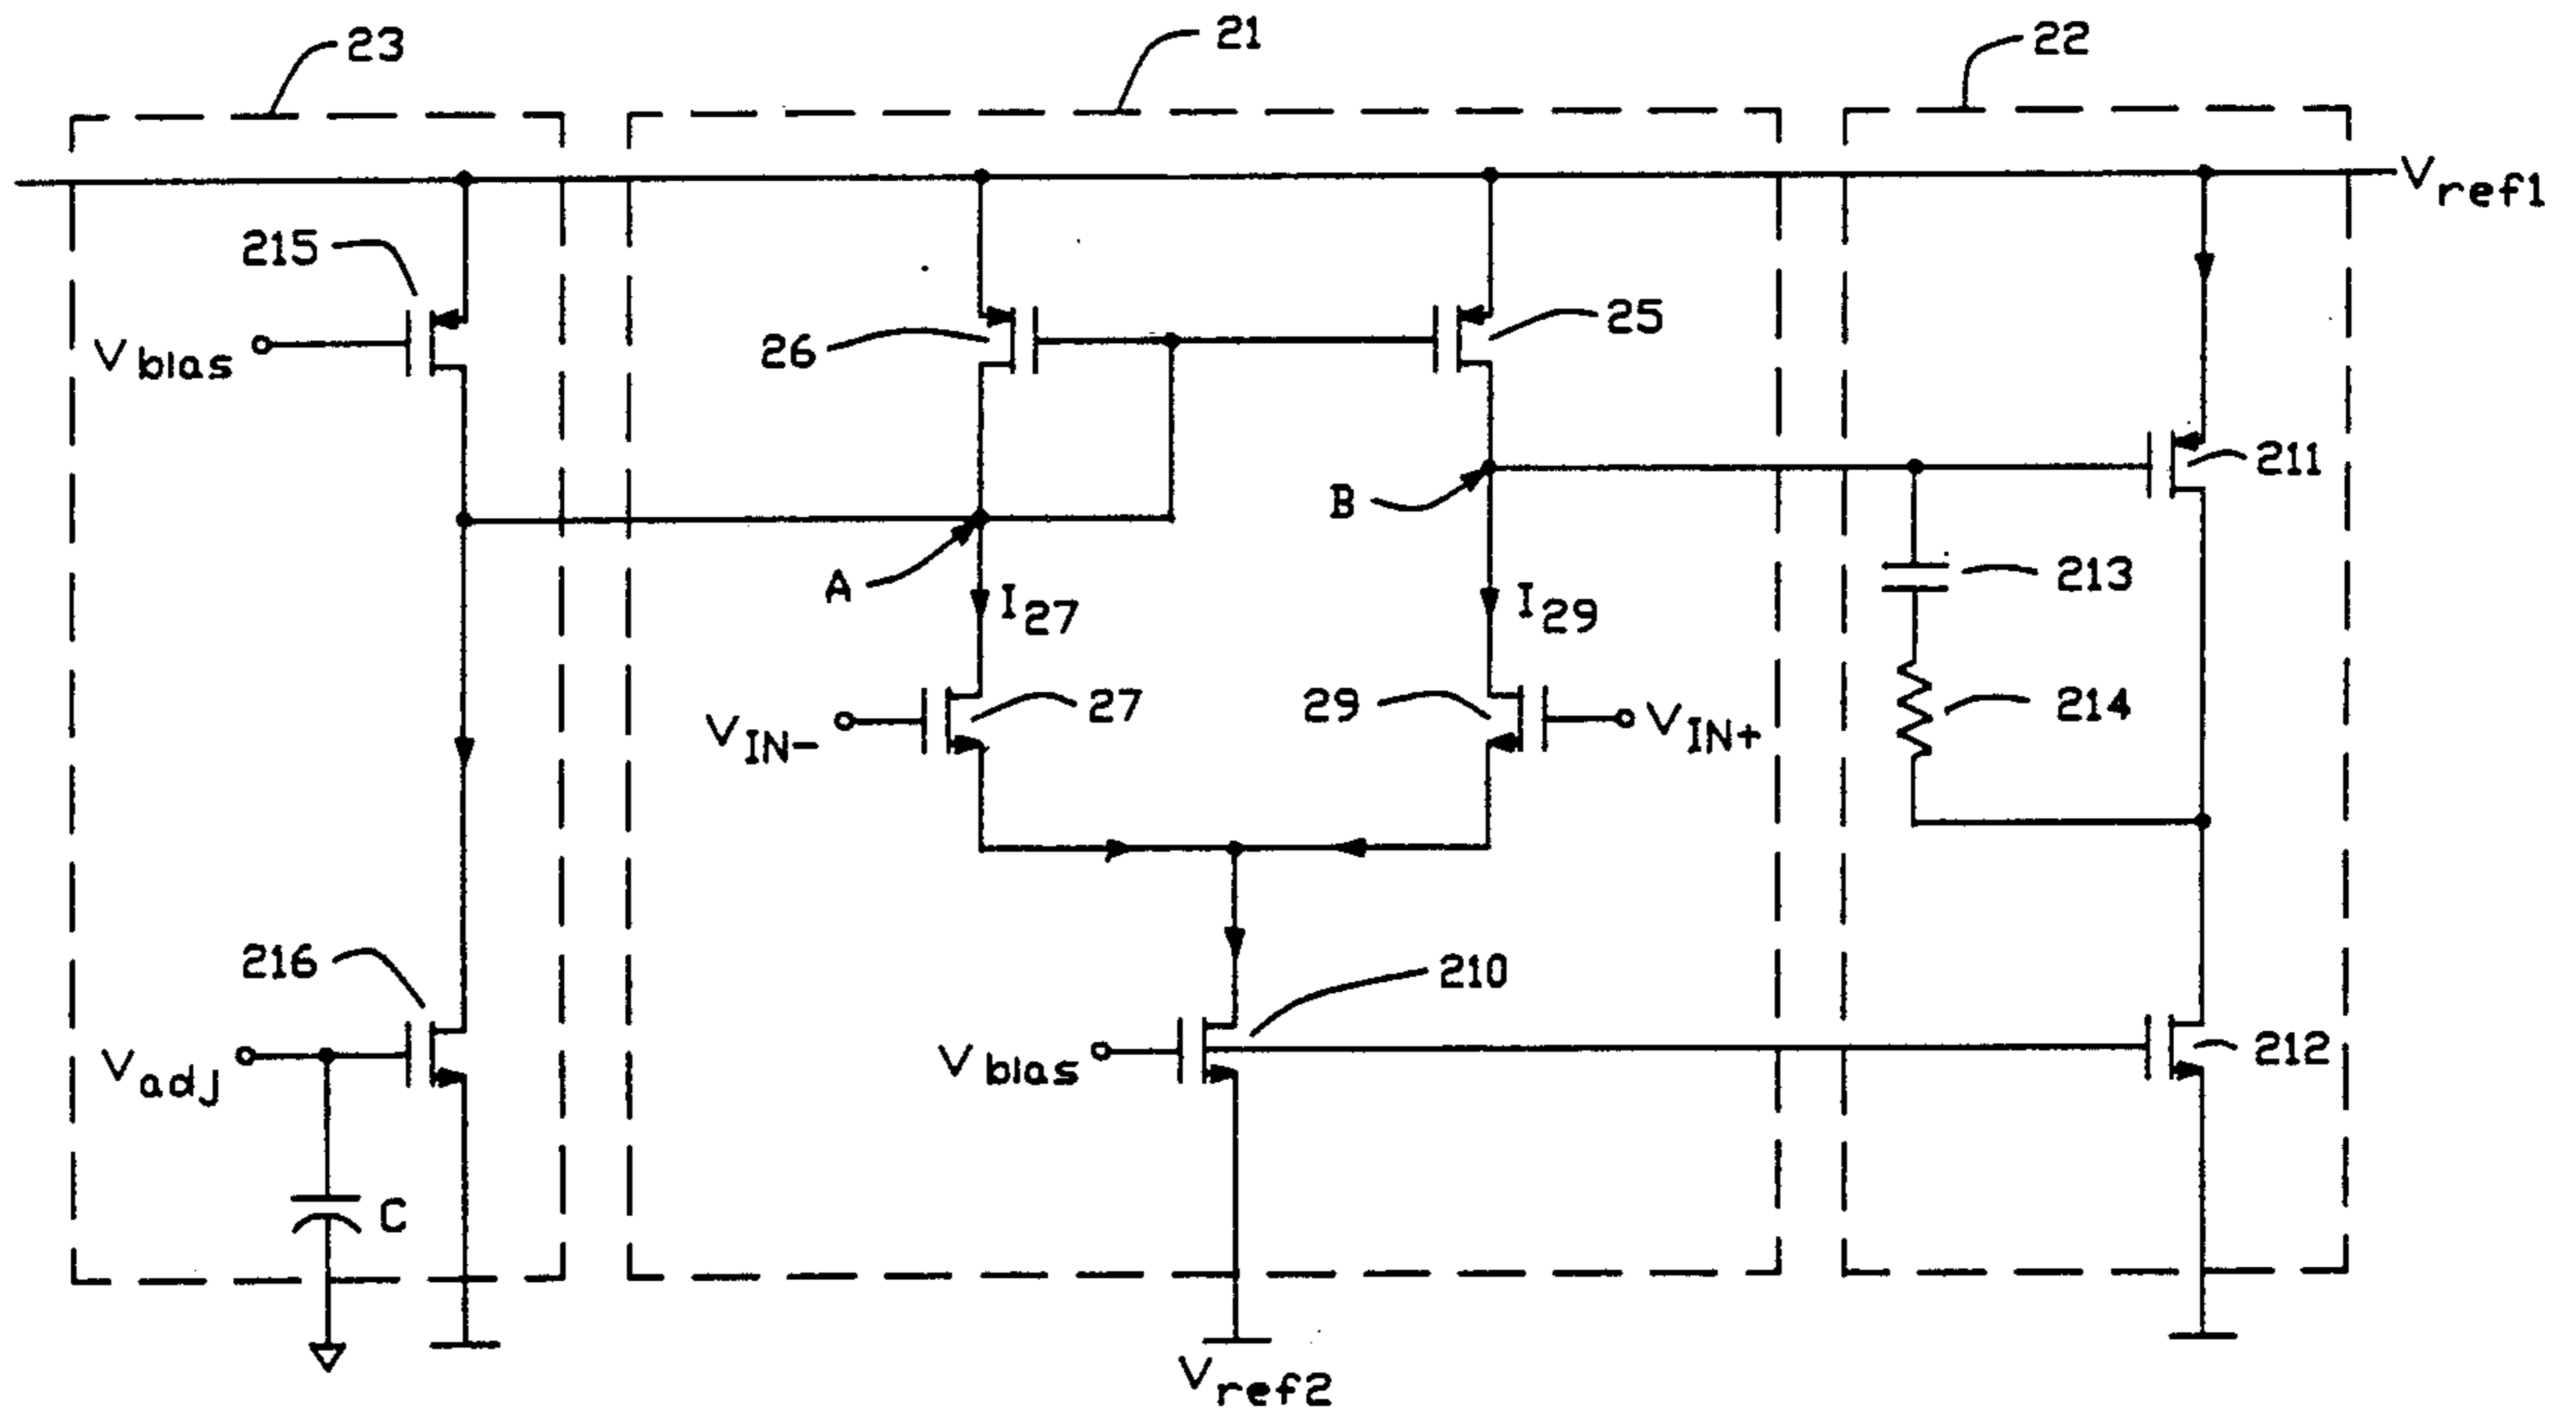 23
21
22
Vref1
215
Vbias
26
25
211
B
A
I27
I29
213
VIN-
27
29
VIN+
214
216
210
Vadj
Vbias
212
C
Vref2